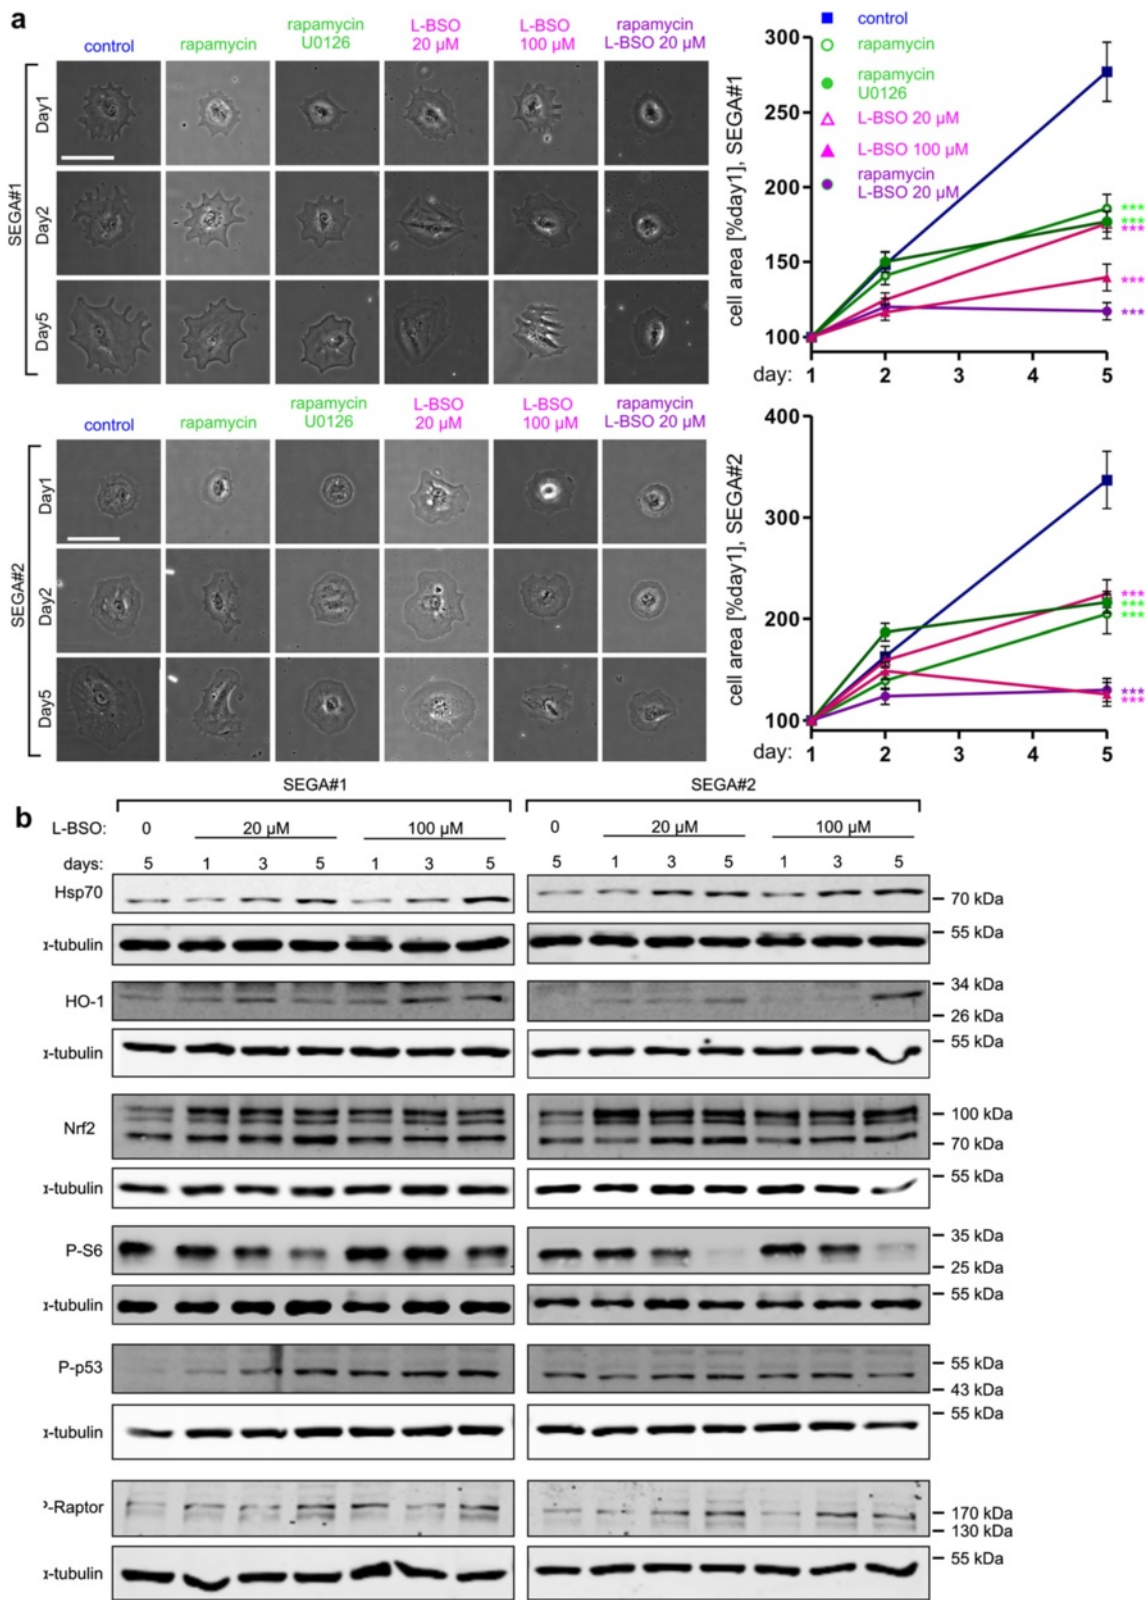 a
control rapamycin rapamycin U0126 L-BSO 20 µM L-BSO 100 µM rapamycin L-BSO 20 µM
SEGA#1
Day1
Day2
Day5
control
rapamycin
rapamycin
U0126
L-BSO 20 µM
L-BSO 100 µM
rapamycin
L-BSO 20 µM
cell area [%day1], SEGA#1
300
250
200
150
100
***
***
***
***
***
day: 1 2 3 4 5
control rapamycin rapamycin U0126 L-BSO 20 µM L-BSO 100 µM rapamycin L-BSO 20 µM
SEGA#2
Day1
Day2
Day5
cell area [%day1], SEGA#2
400
300
200
100
***
***
***
***
***
day: 1 2 3 4 5
b
SEGA#1 SEGA#2
L-BSO: 0 20 µM 100 µM 0 20 µM 100 µM
days: 5 1 3 5 1 3 5 5 1 3 5 1 3 5
Hsp70 70 kDa
α-tubulin 55 kDa
HO-1 34 kDa
26 kDa
α-tubulin 55 kDa
Nrf2 100 kDa
70 kDa
α-tubulin 55 kDa
P-S6 35 kDa
25 kDa
α-tubulin 55 kDa
P-p53 55 kDa
43 kDa
α-tubulin 55 kDa
P-Raptor 170 kDa
130 kDa
α-tubulin 55 kDa